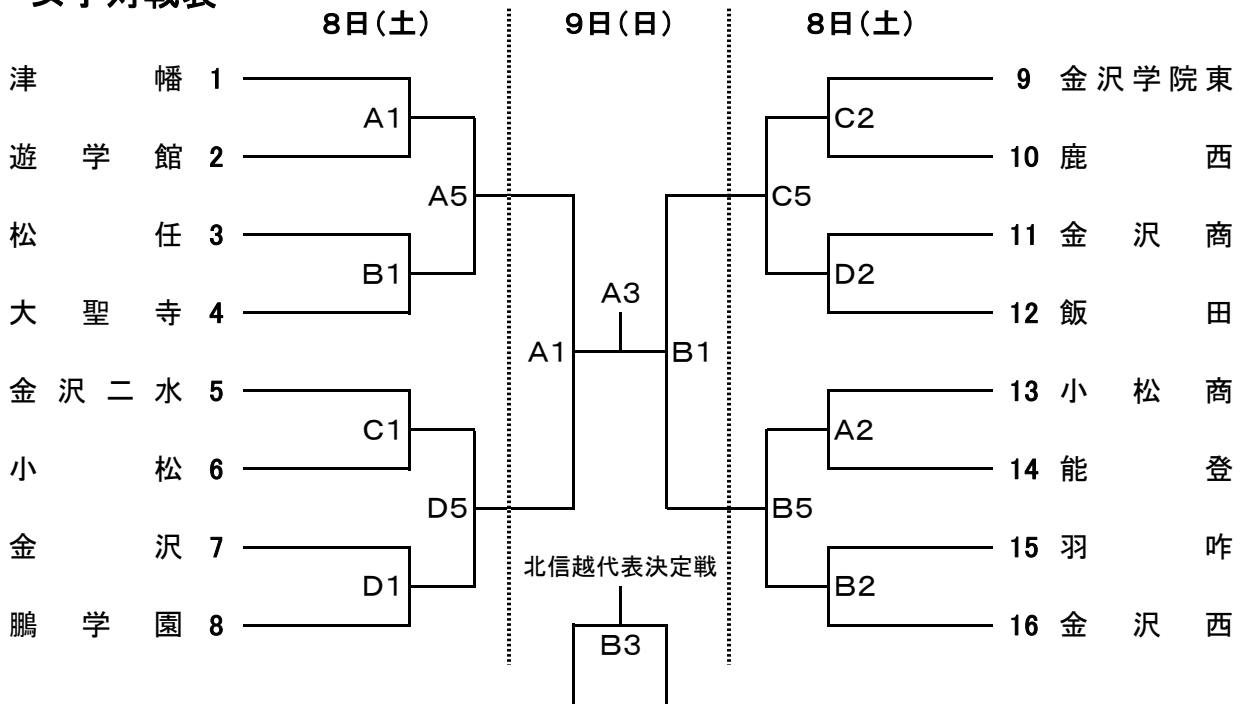 女子対戦表
8日(土) 9日(日) 8日(土)
津幡 1 9 金沢学院東
A1 C2
遊学館 2 10 鹿西
A5 C5
松任 3 11 金沢商
B1 D2
A3
大聖寺 4 12 飯田
A1 B1
金沢二水 5 13 小松商
C1 A2
小松 6 14 能登
D5 B5
金沢 7 15 羽咋
北信越代表決定戦
D1 B2
鵬学園 8 16 金沢西
B3